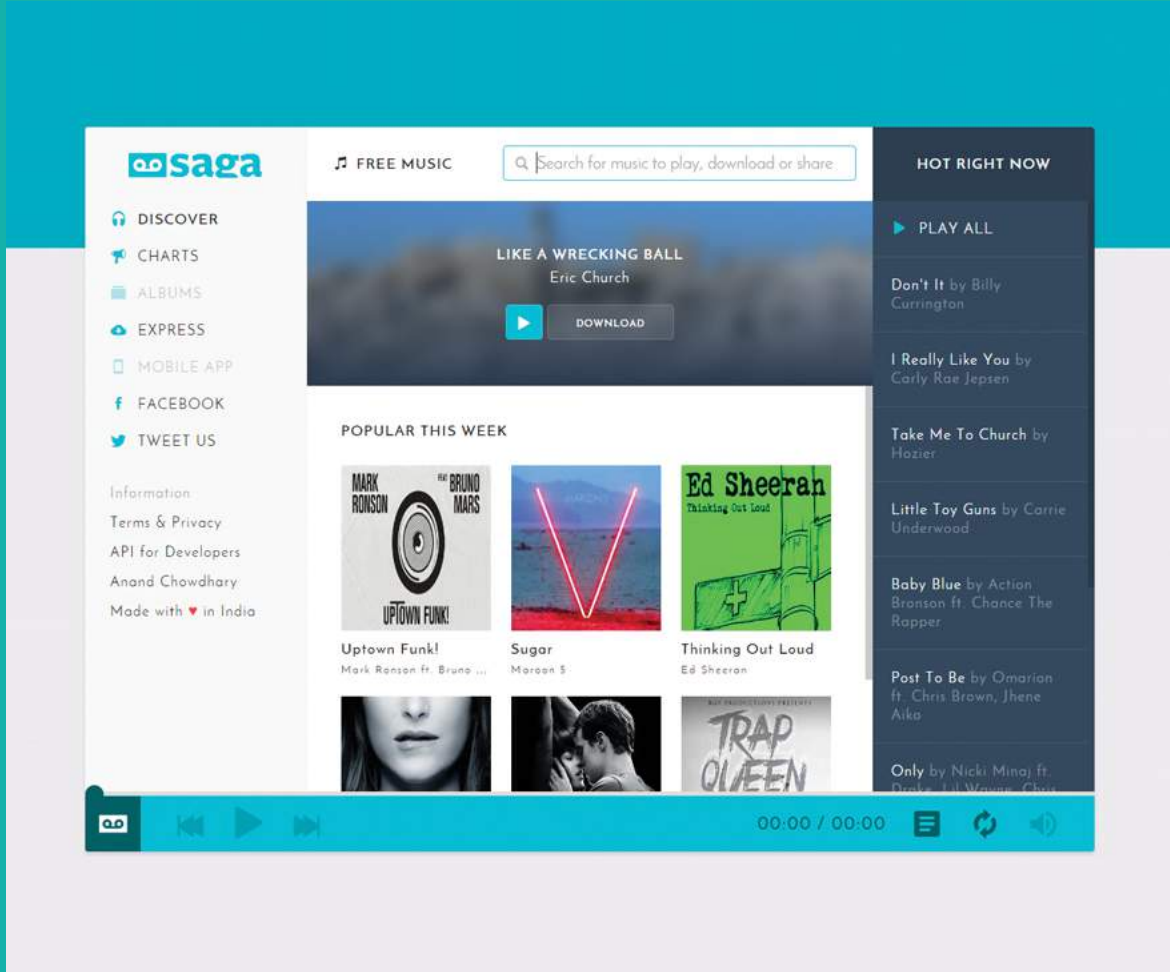 saga
DISCOVER
CHARTS
ALBUMS
EXPRESS
MOBILE APP
FACEBOOK
TWEET US
Information
Terms & Privacy
API for Developers
Anand Chowdhary
Made with ♥ in India
FREE MUSIC
Search for music to play, download or share
LIKE A WRECKING BALL
Eric Church
DOWNLOAD
POPULAR THIS WEEK
MARK RONSON
FEAT BRUNO MARS
UPTOWN FUNK!
Uptown Funk!
Mark Ronson ft. Bruno ...
MAROON 5
V
Sugar
Maroon 5
Ed Sheeran
Thinking Out Loud
Thinking Out Loud
Ed Sheeran
TRAP
QUEEN
HOT RIGHT NOW
PLAY ALL
Don't It by Billy
Currington
I Really Like You by
Carly Rae Jepsen
Take Me To Church by
Hozier
Little Toy Guns by Carrie
Underwood
Baby Blue by Action
Bronson ft. Chance The
Rapper
Post To Be by Omarion
ft. Chris Brown, Jhene
Aiko
Only by Nicki Minaj ft.
Drake, Lil Wayne, Chris
00:00 / 00:00